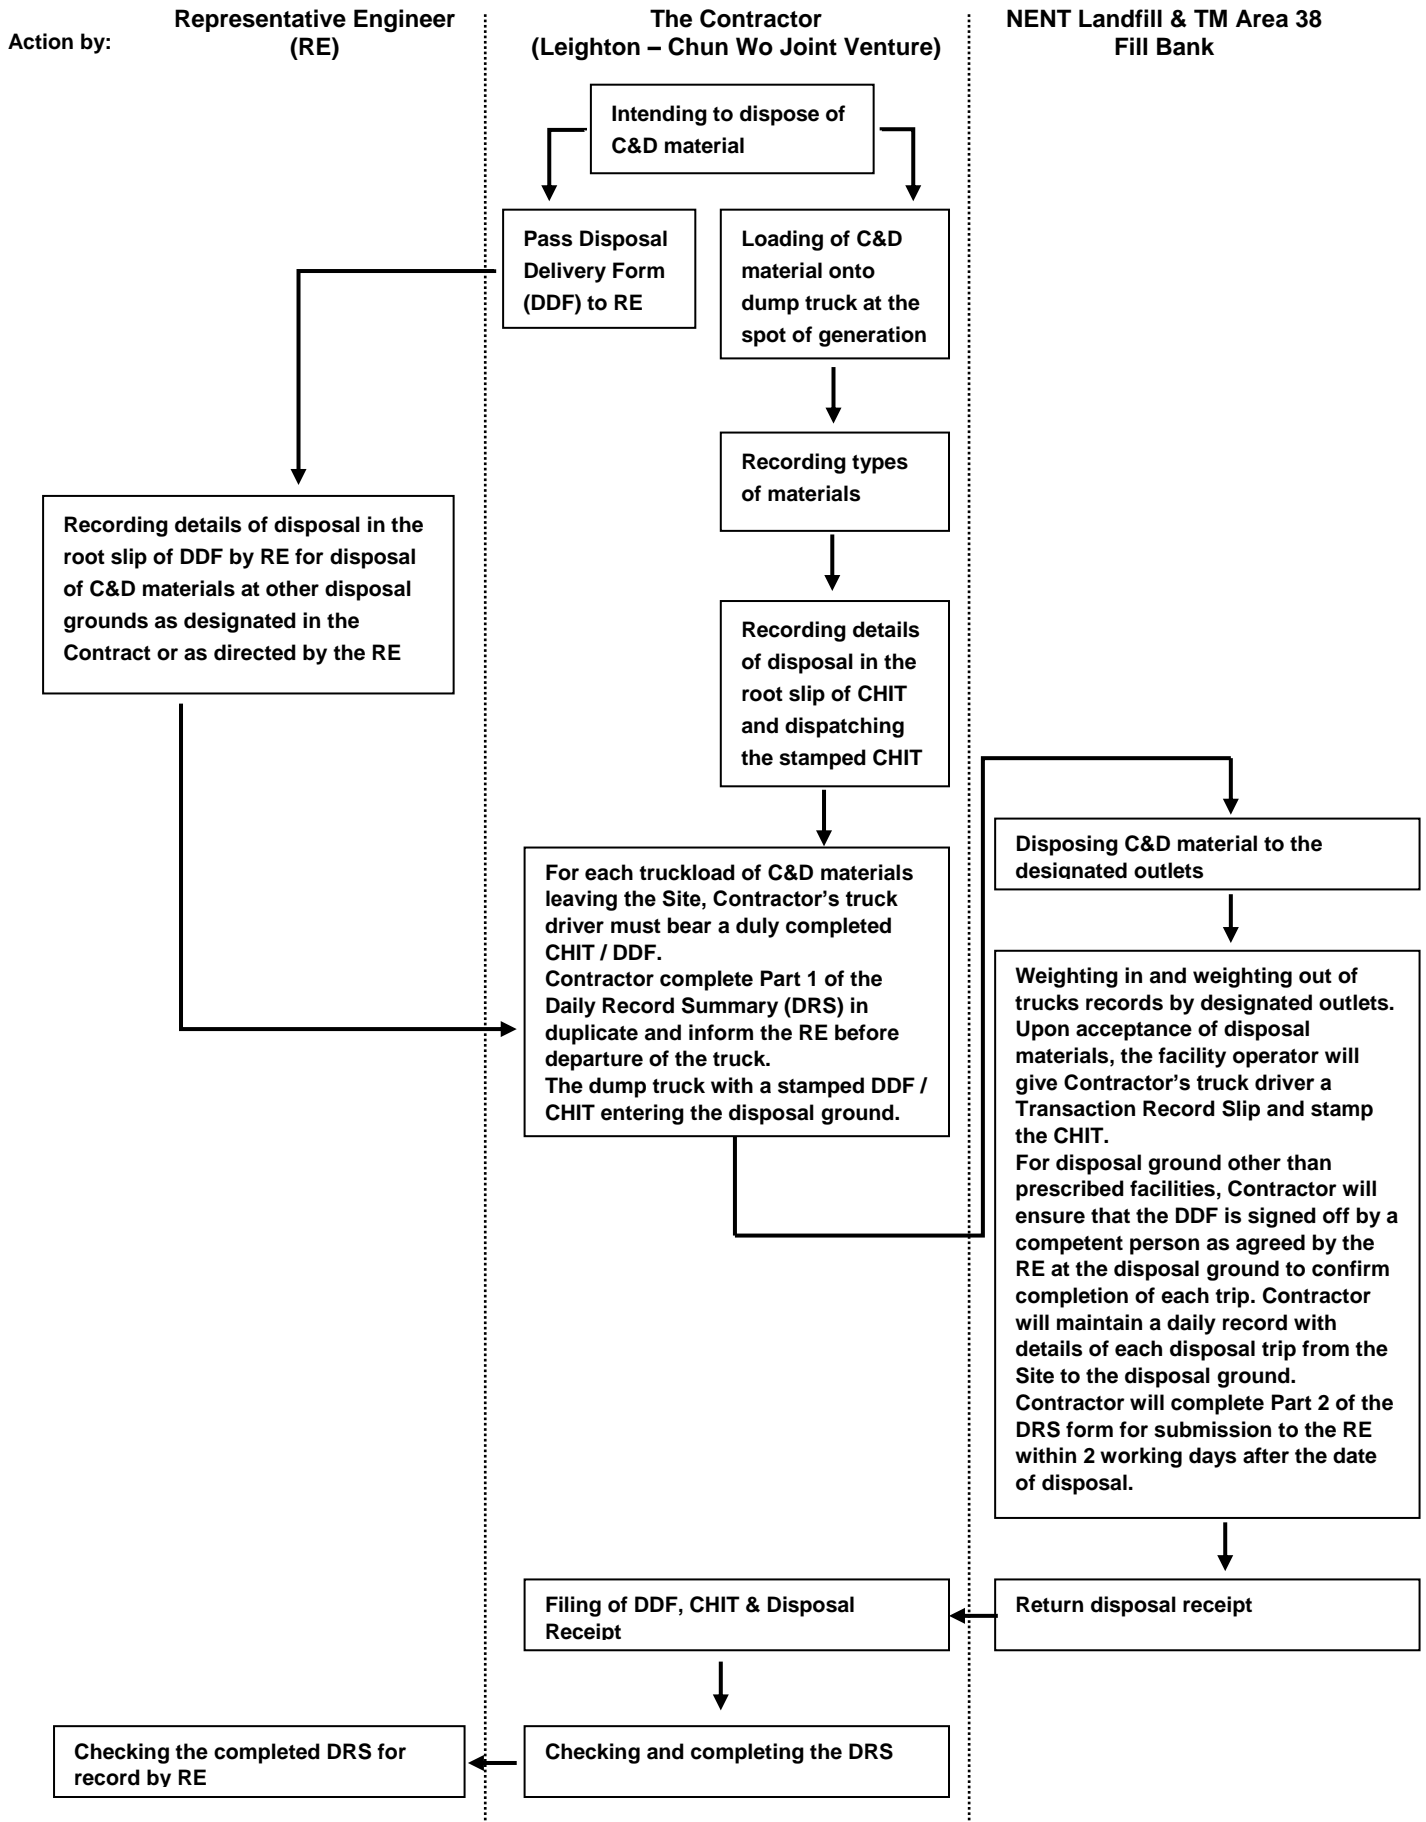 Action by:
Representative Engineer
(RE)
The Contractor
(Leighton – Chun Wo Joint Venture)
NENT Landfill & TM Area 38
Fill Bank
Intending to dispose of
C&D material
Pass Disposal
Delivery Form
(DDF) to RE
Loading of C&D
material onto
dump truck at the
spot of generation
Recording types
of materials
Recording details of disposal in the
root slip of DDF by RE for disposal
of C&D materials at other disposal
grounds as designated in the
Contract or as directed by the RE
Recording details
of disposal in the
root slip of CHIT
and dispatching
the stamped CHIT
For each truckload of C&D materials
leaving the Site, Contractor’s truck
driver must bear a duly completed
CHIT / DDF.
Contractor complete Part 1 of the
Daily Record Summary (DRS) in
duplicate and inform the RE before
departure of the truck.
The dump truck with a stamped DDF /
CHIT entering the disposal ground.
Disposing C&D material to the
designated outlets
Weighting in and weighting out of
trucks records by designated outlets.
Upon acceptance of disposal
materials, the facility operator will
give Contractor’s truck driver a
Transaction Record Slip and stamp
the CHIT.
For disposal ground other than
prescribed facilities, Contractor will
ensure that the DDF is signed off by a
competent person as agreed by the
RE at the disposal ground to confirm
completion of each trip. Contractor
will maintain a daily record with
details of each disposal trip from the
Site to the disposal ground.
Contractor will complete Part 2 of the
DRS form for submission to the RE
within 2 working days after the date
of disposal.
Return disposal receipt
Filing of DDF, CHIT & Disposal
Receipt
Checking and completing the DRS
Checking the completed DRS for
record by RE